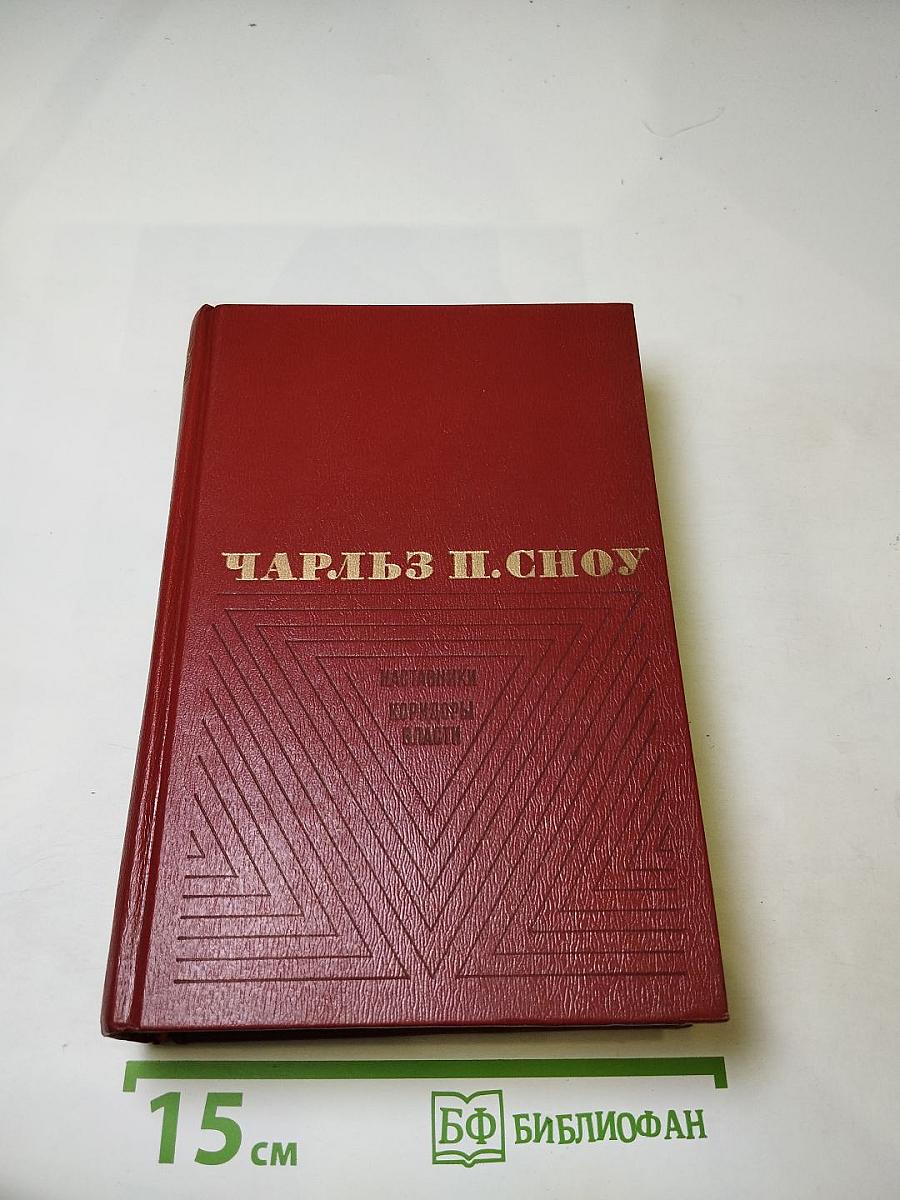 ЧАРЛЬЗ П. СНОУ
НАСТАВНИКИ
КОРИДОРЫ
ВЛАСТИ
15 см
БФ БИБЛИОФАН